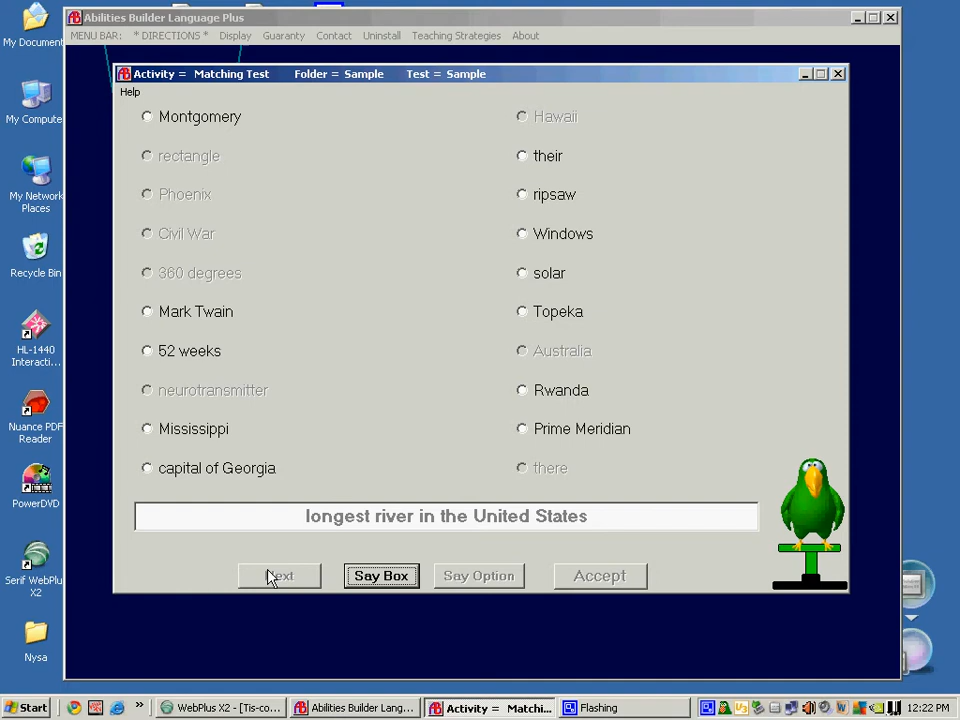 Abilities Builder Language Plus
MENU BAR: * DIRECTIONS * Display Guaranty Contact Uninstall Teaching Strategies About
Activity = Matching Test Folder = Sample Test = Sample
Help
Montgomery
Hawaii
rectangle
their
Phoenix
ripsaw
Civil War
Windows
360 degrees
solar
Mark Twain
Topeka
52 weeks
Australia
neurotransmitter
Rwanda
Mississippi
Prime Meridian
capital of Georgia
there
longest river in the United States
Next Say Box Say Option Accept
My Document
My Compute
My Network
Places
Recycle Bin
HL-1440
Interacti...
Nuance PDF
Reader
PowerDVD
Serif WebPlu
X2
Nysa
Start » WebPlus X2 - [Tis-co... Abilities Builder Lang... Activity = Matchi... Flashing 12:22 PM